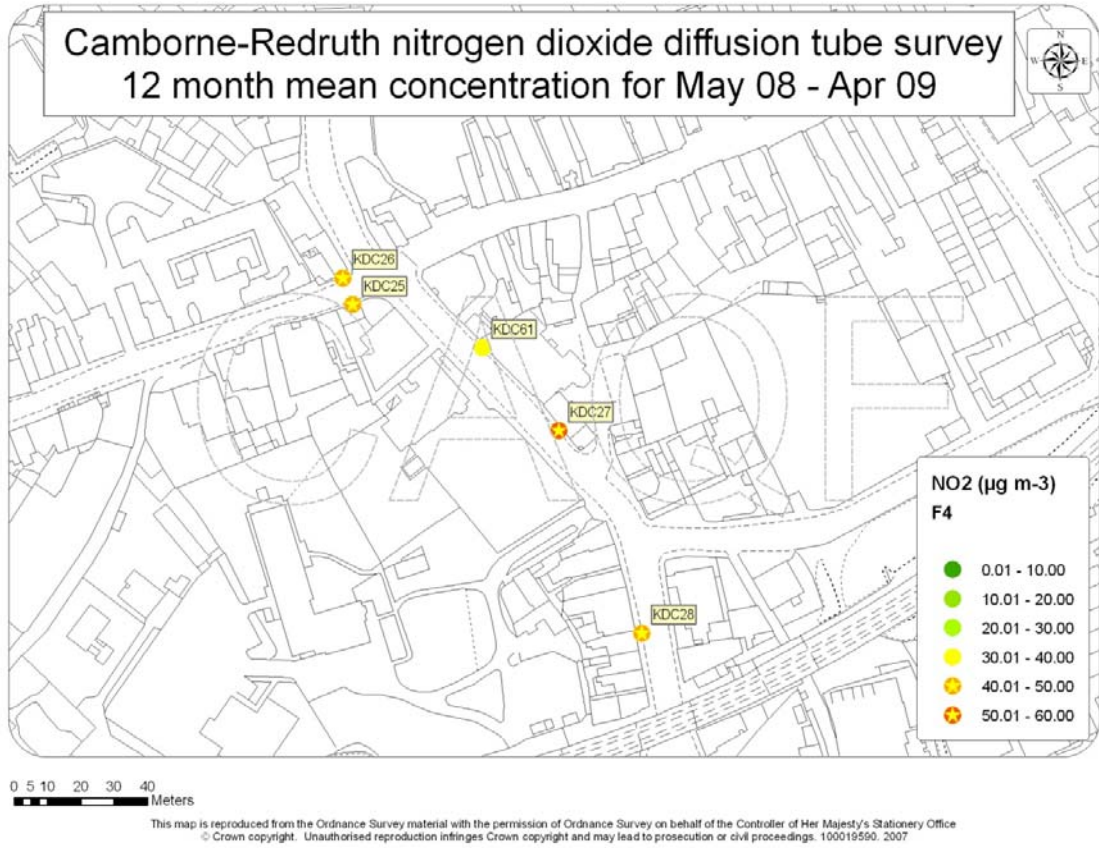 Camborne-Redruth nitrogen dioxide diffusion tube survey
12 month mean concentration for May 08 - Apr 09
N
W E
S
KDC26
KDC25
KDC61
KDC27
KDC28
NO2 (µg m-3)
F4
0.01 - 10.00
10.01 - 20.00
20.01 - 30.00
30.01 - 40.00
40.01 - 50.00
50.01 - 60.00
0 5 10 20 30 40
Meters
This map is reproduced from the Ordnance Survey material with the permission of Ordnance Survey on behalf of the Controller of Her Majesty's Stationery Office
© Crown copyright. Unauthorised reproduction infringes Crown copyright and may lead to prosecution or civil proceedings. 100019590. 2007